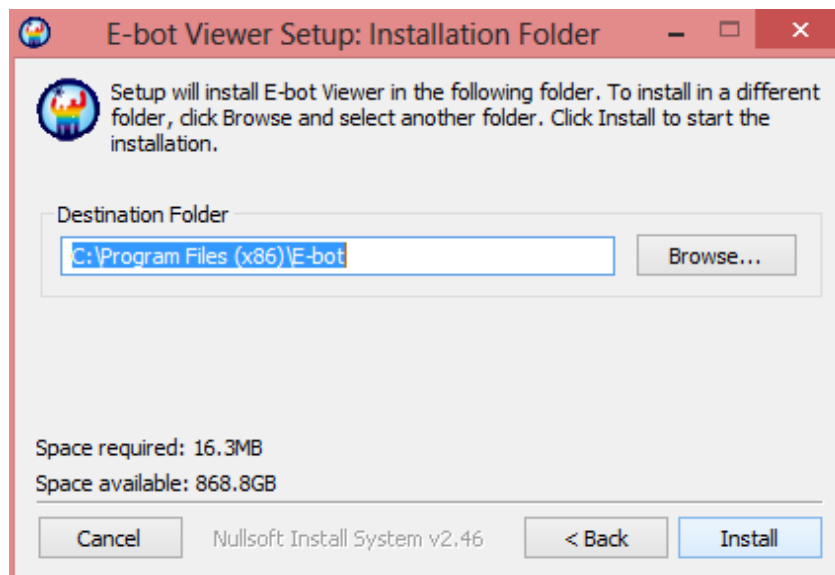 E-bot Viewer Setup: Installation Folder
Setup will install E-bot Viewer in the following folder. To install in a different
folder, click Browse and select another folder. Click Install to start the
installation.
Destination Folder
C:\Program Files (x86)\E-bot
Browse...
Space required: 16.3MB
Space available: 868.8GB
Cancel
Nullsoft Install System v2.46
< Back
Install